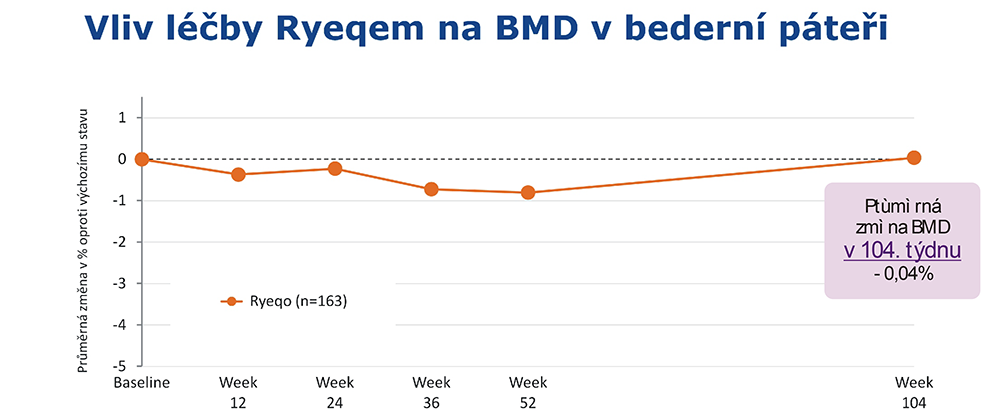 Vliv léčby Ryeqem na BMD v bederní páteři
Průměrná změna v % oproti výchozímu stavu
1
0
-1
-2
-3
-4
-5
Ryeqo (n=163)
Baseline
Week
12
Week
24
Week
36
Week
52
Week
104
Ptùmì rná
zmì na BMD
v 104. týdnu
- 0,04%